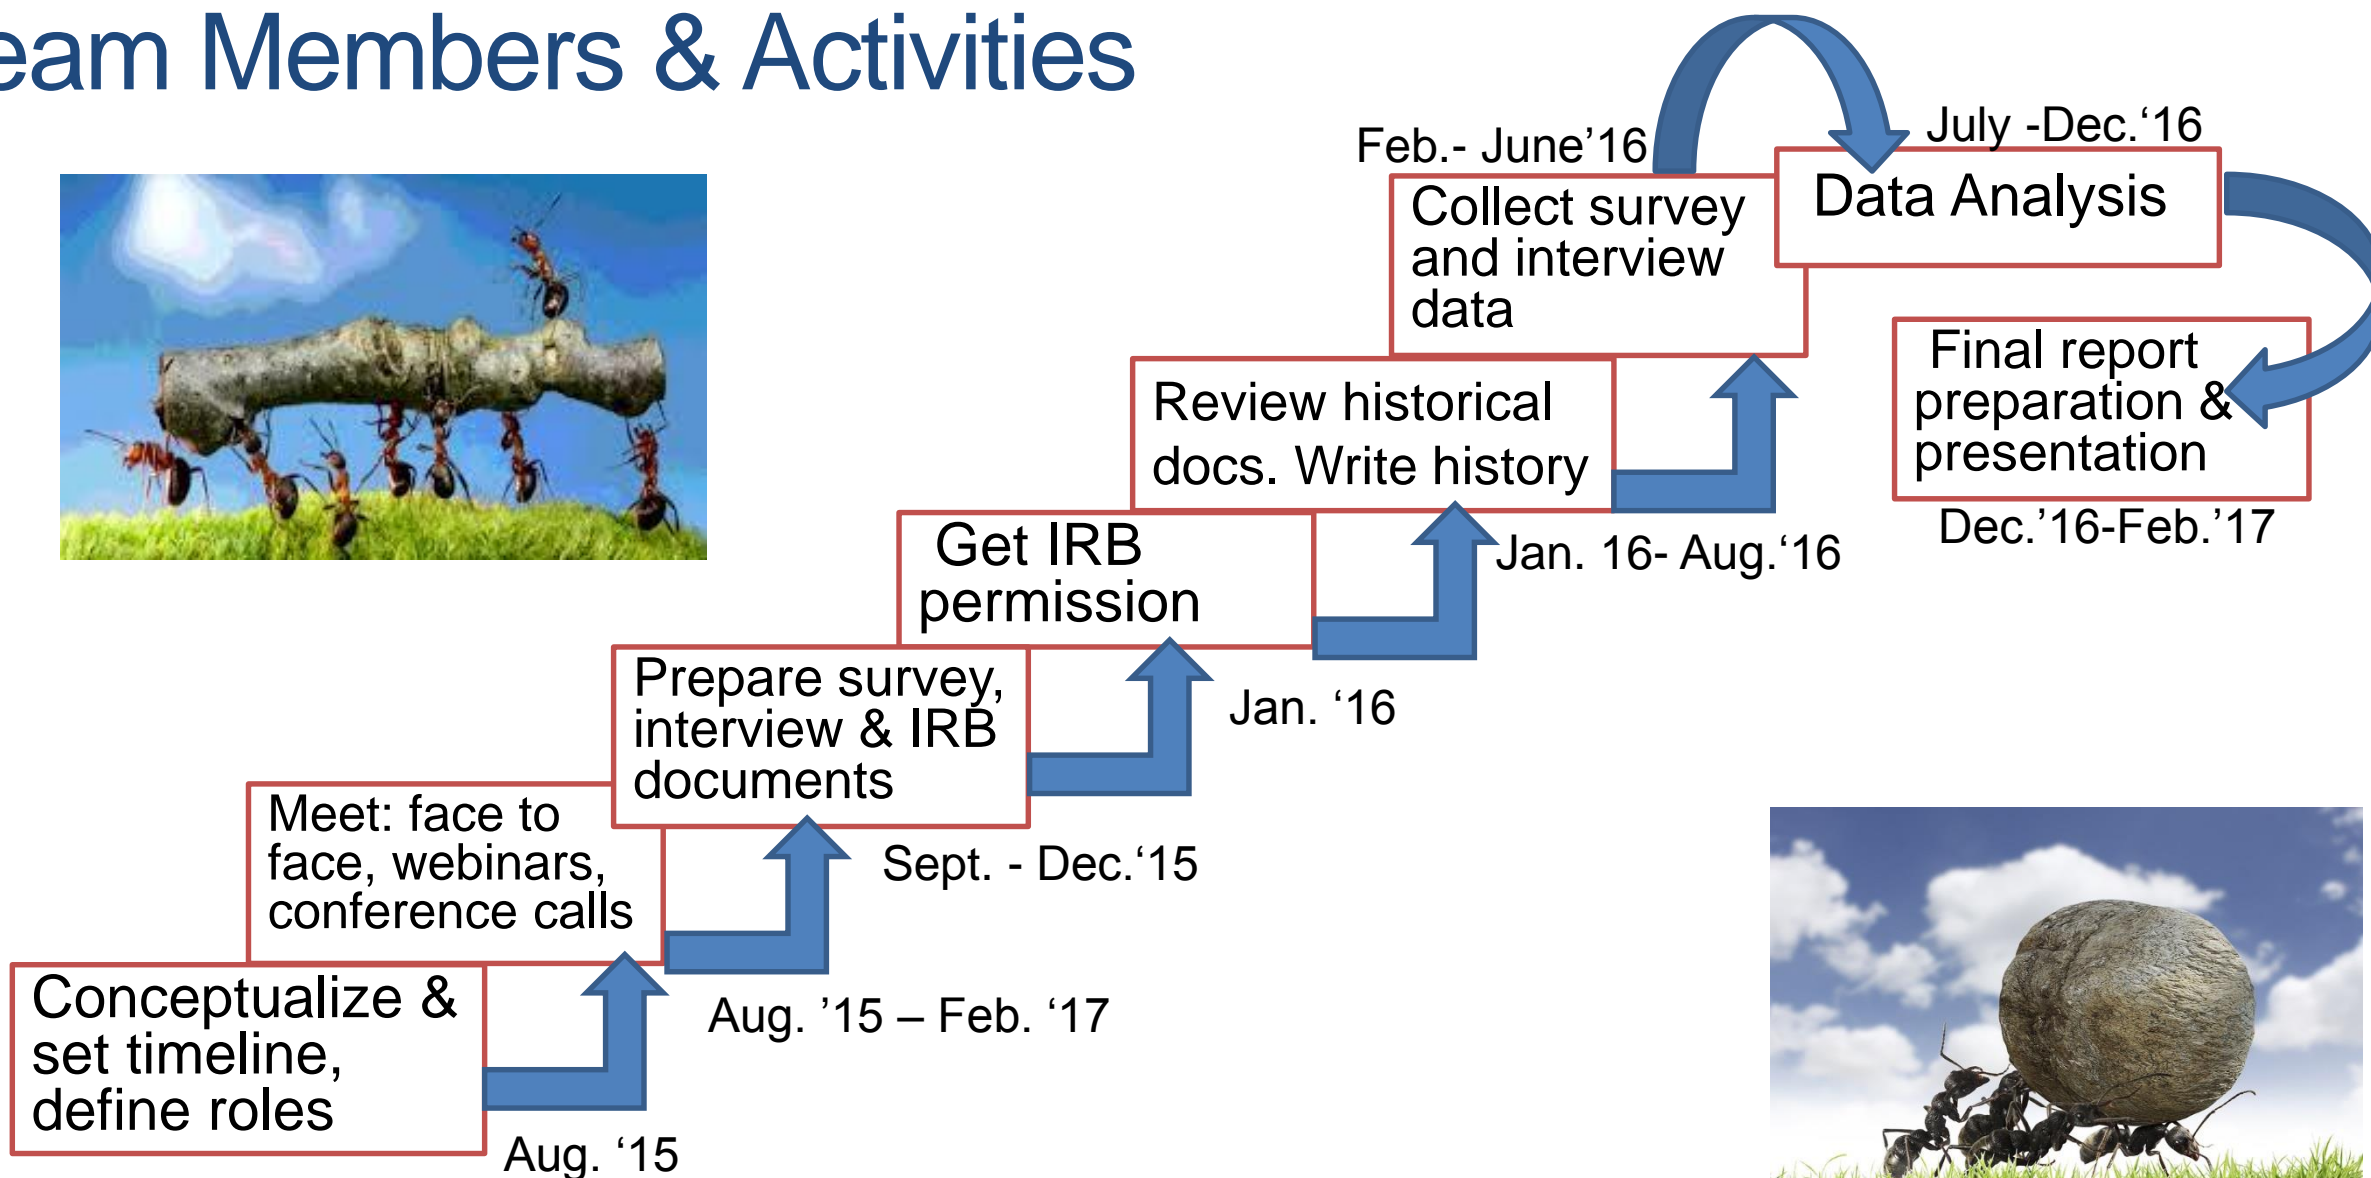 eam Members & Activities
Feb.- June’16
July -Dec.‘16
Collect survey
and interview
data
Data Analysis
Final report
preparation &
presentation
Dec.’16-Feb.’17
Review historical
docs. Write history
Jan. 16- Aug.‘16
Get IRB
permission
Jan. ‘16
Prepare survey,
interview & IRB
documents
Sept. - Dec.‘15
Meet: face to
face, webinars,
conference calls
Aug. ’15 – Feb. ‘17
Conceptualize &
set timeline,
define roles
Aug. ‘15